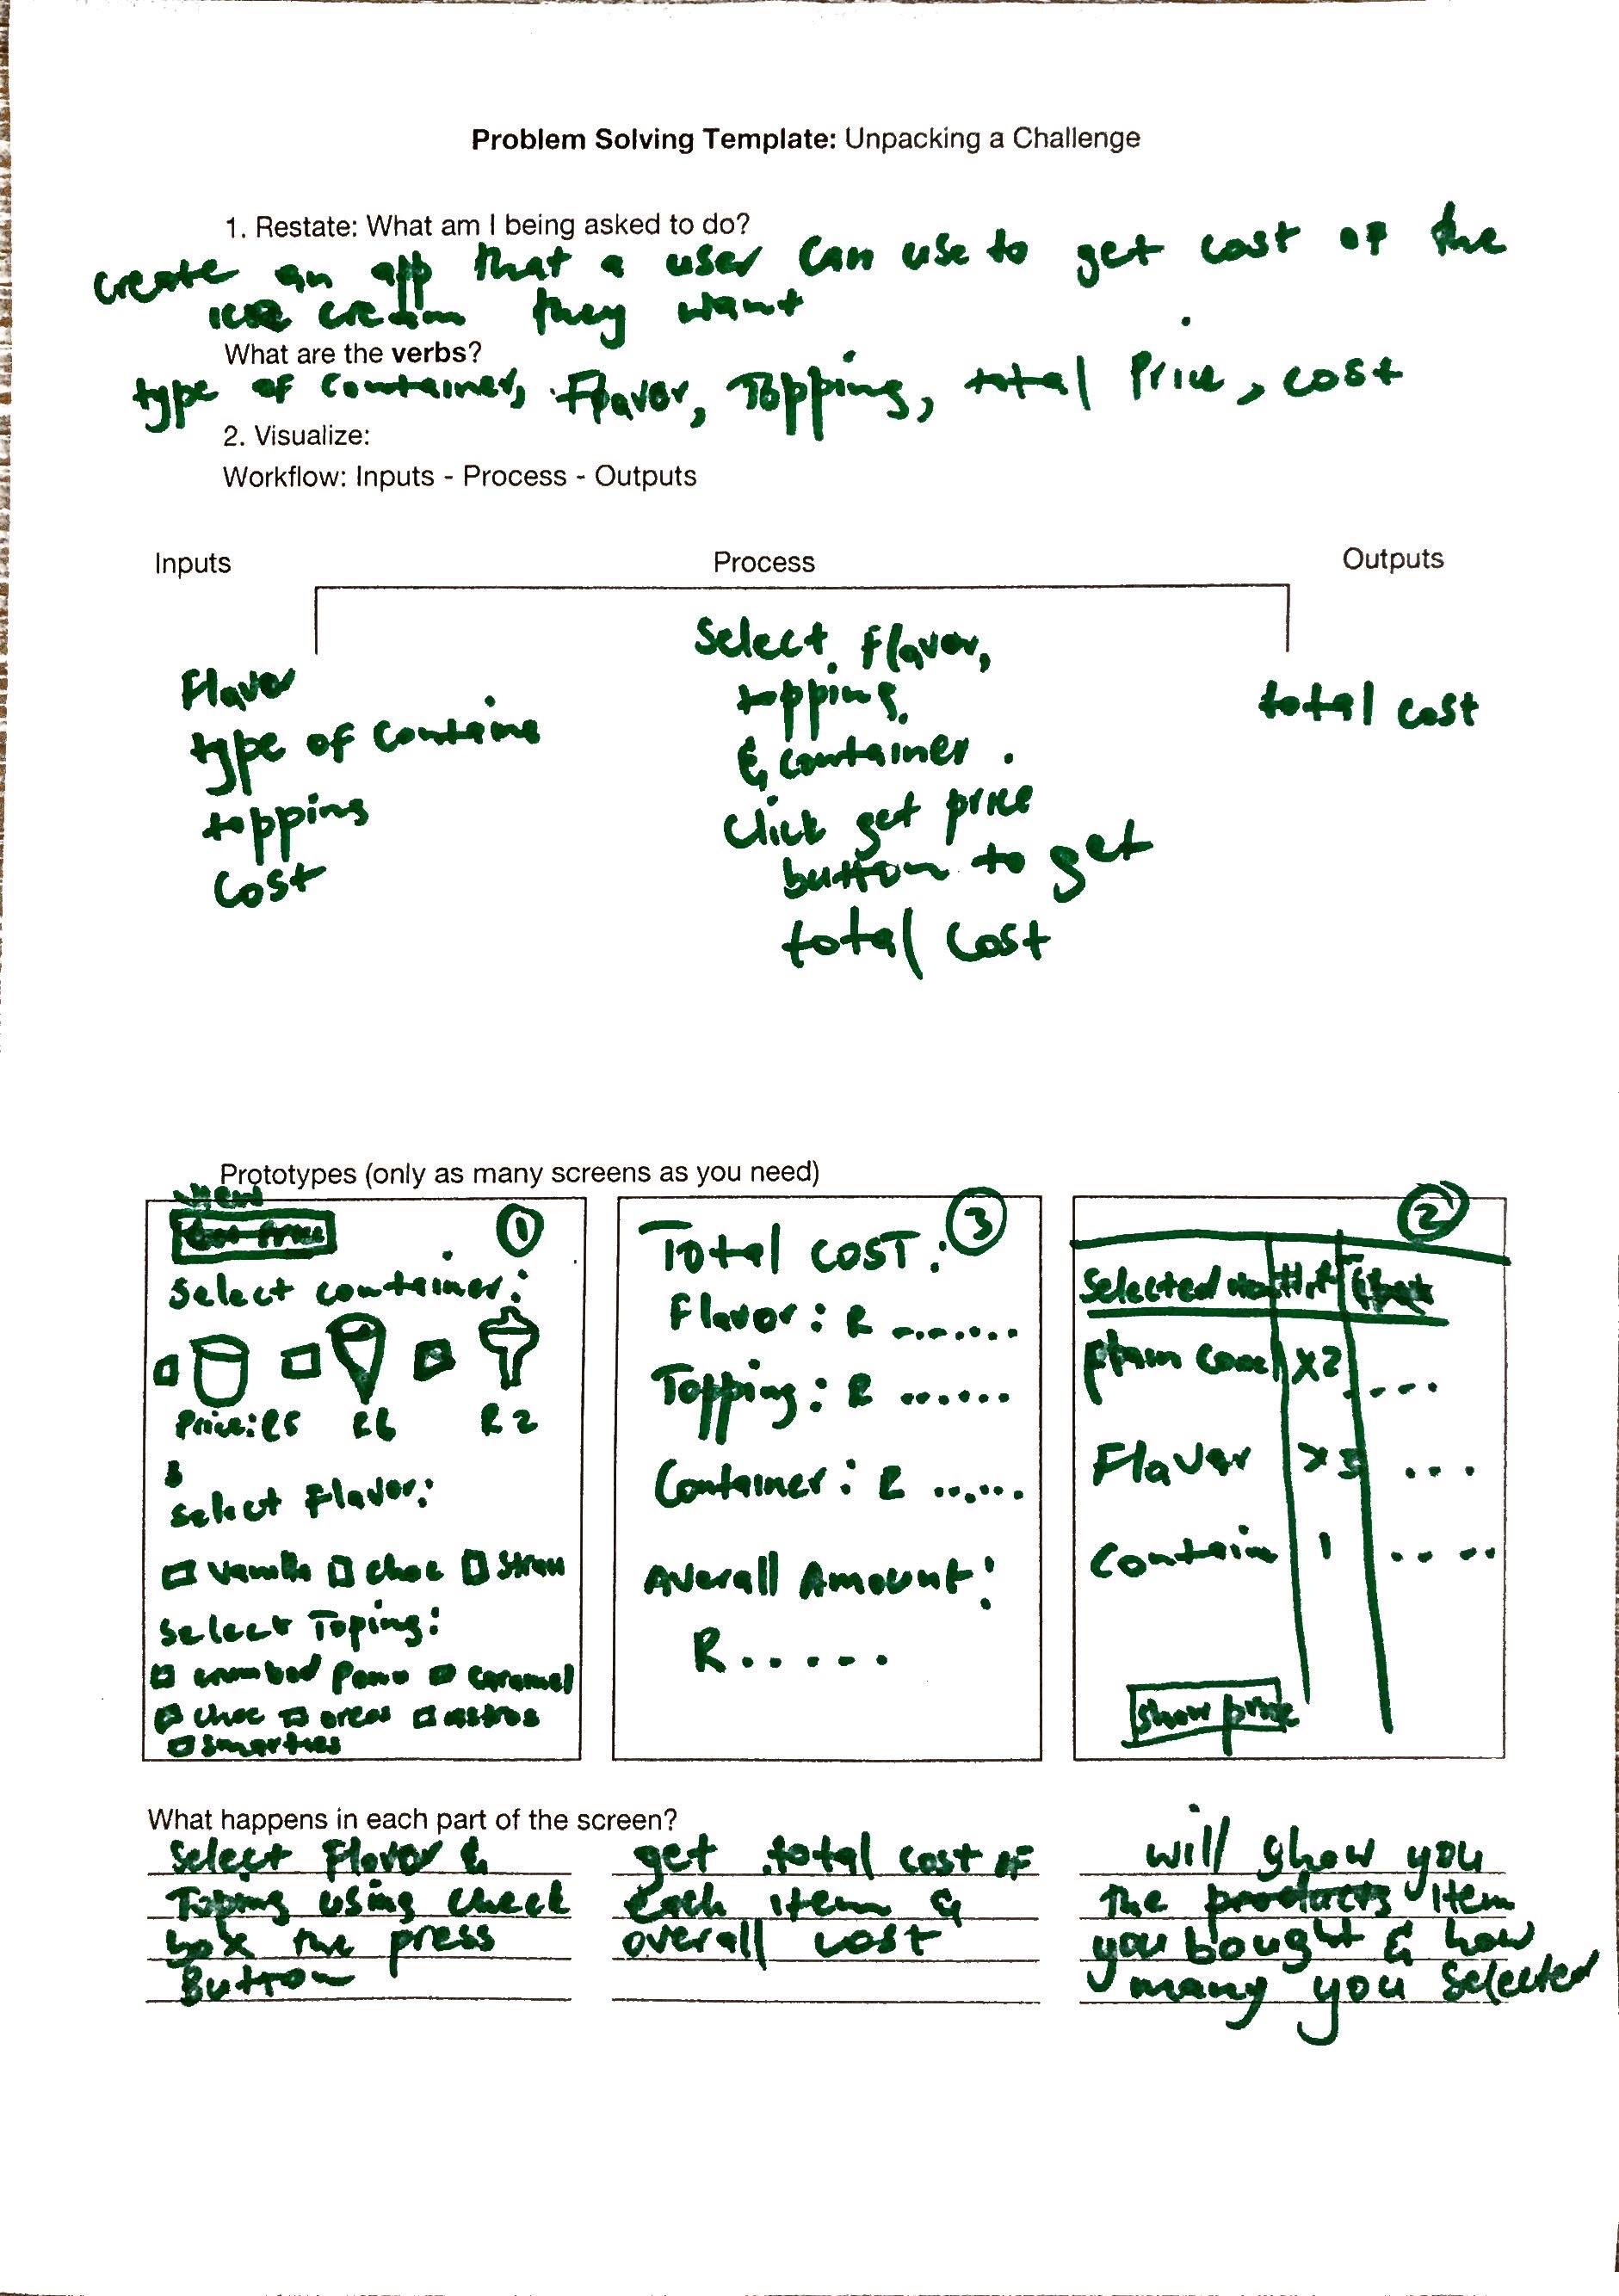 Problem Solving Template: Unpacking a Challenge
1. Restate: What am I being asked to do?
create an app that a user can use to get cost of the
ice cream they want
What are the verbs?
type of container, Flavor, Topping, total Price, cost
2. Visualize:
Workflow: Inputs - Process - Outputs
Inputs
Process
Outputs
Flavor
type of containe
topping
cost
Select flavor,
topping,
& container.
Click get price
button to get
total cost
total cost
Prototypes (only as many screens as you need)
view
①
Select container:
Price: R5 R6 R2
Select Flavor:
Vanilla choc Straw
Select Toping:
caramel
choc oreos astros
smarties
③
Total COST:
Flavor: R .......
Topping: R ......
Container: R ......
Averall Amount:
R.....
②
Selected
Plain cone x2 ....
Flavor x3 ...
Contain 1 ....
Show price
What happens in each part of the screen?
Select Flavor &
Toping using check
box the press
Button
get total cost of
each item &
overall cost
will show you
the products item
you bought & how
many you selected